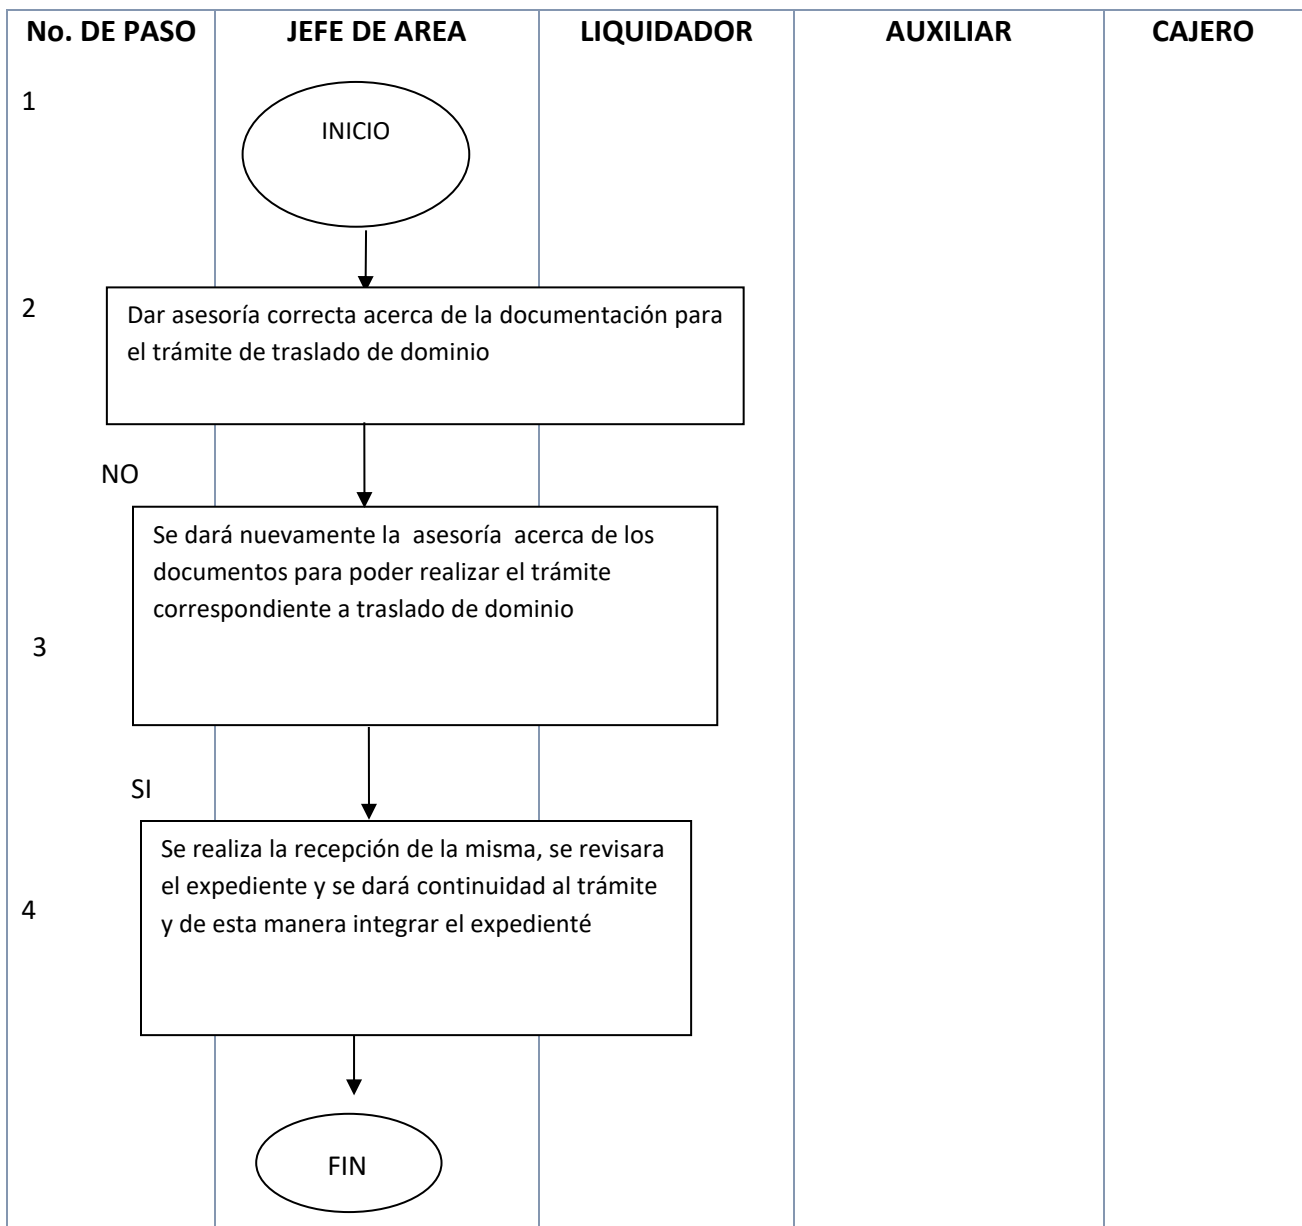 No. DE PASO JEFE DE AREA LIQUIDADOR AUXILIAR CAJERO
1
INICIO
2
Dar asesoría correcta acerca de la documentación para
el trámite de traslado de dominio
NO
Se dará nuevamente la asesoría acerca de los
documentos para poder realizar el trámite
correspondiente a traslado de dominio
3
SI
Se realiza la recepción de la misma, se revisara
el expediente y se dará continuidad al trámite
y de esta manera integrar el expedienté
4
FIN